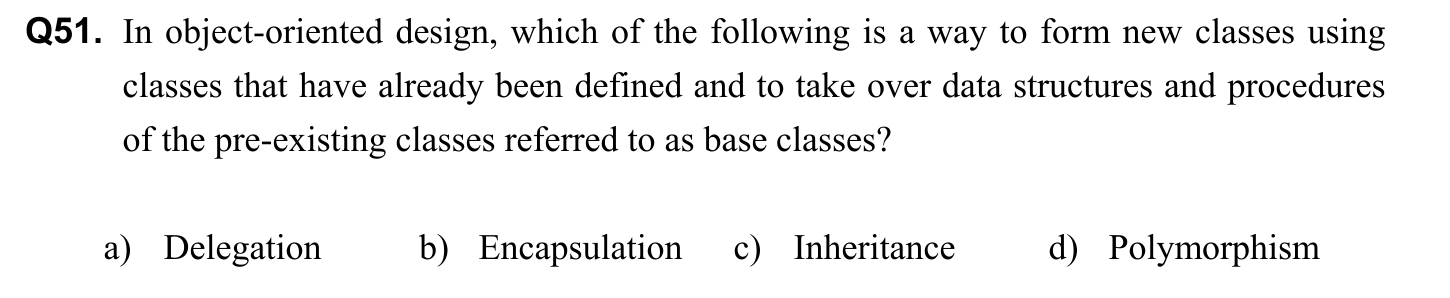 Q51. In object-oriented design, which of the following is a way to form new classes using
classes that have already been defined and to take over data structures and procedures
of the pre-existing classes referred to as base classes?
a) Delegation b) Encapsulation c) Inheritance d) Polymorphism